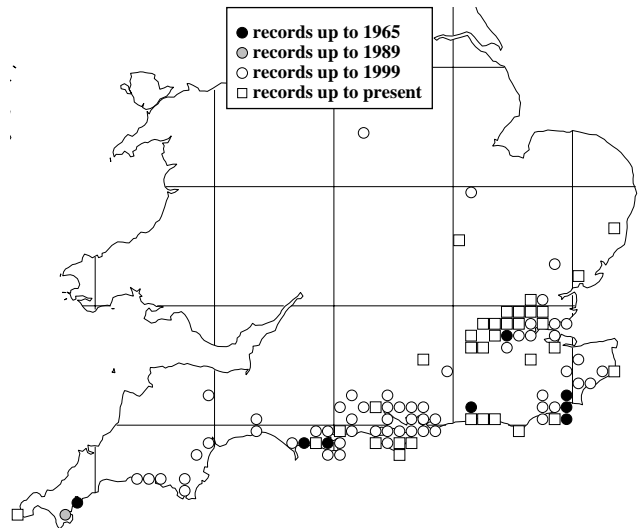 records up to 1965
records up to 1989
records up to 1999
records up to present